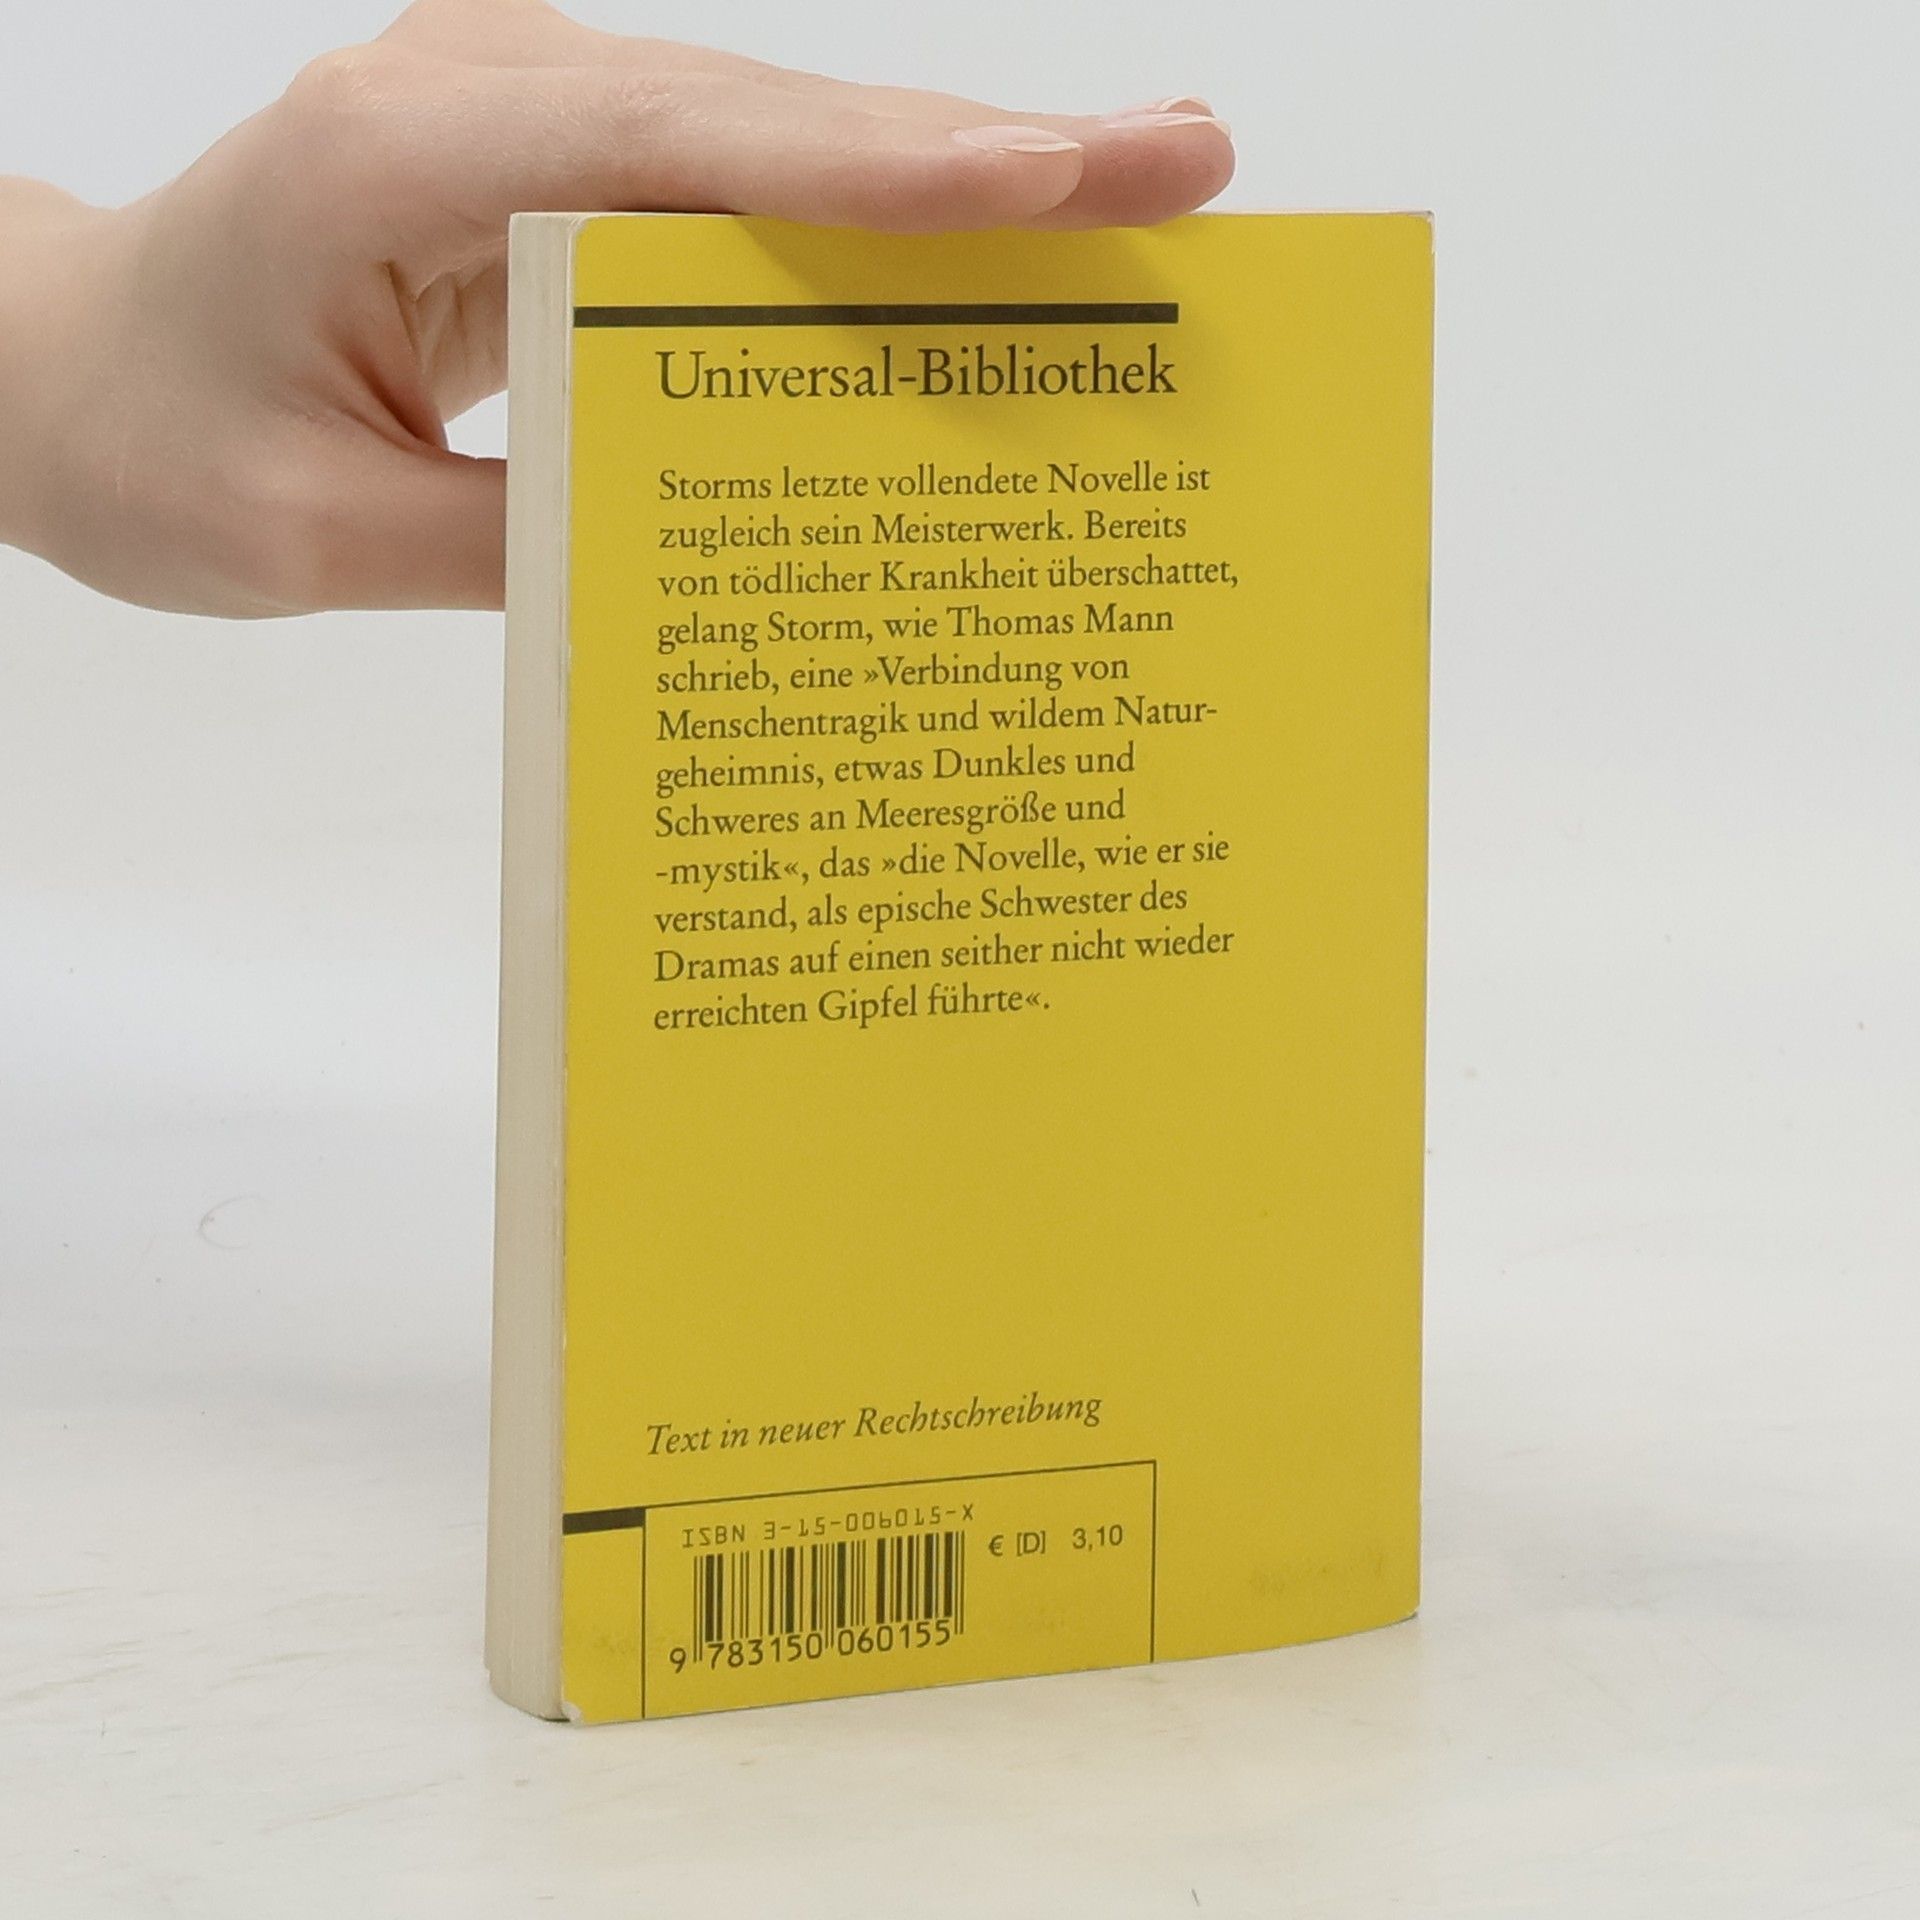 Universal-Bibliothek
Storms letzte vollendete Novelle ist
zugleich sein Meisterwerk. Bereits
von tödlicher Krankheit überschattet,
gelang Storm, wie Thomas Mann
schrieb, eine »Verbindung von
Menschentragik und wildem Natur-
geheimnis, etwas Dunkles und
Schweres an Meeresgröße und
-mystik«, das »die Novelle, wie er sie
verstand, als epische Schwester des
Dramas auf einen seither nicht wieder
erreichten Gipfel führte«.
Text in neuer Rechtschreibung
ISBN 3-15-006015-X
€ [D] 3,10
9 783150 060155